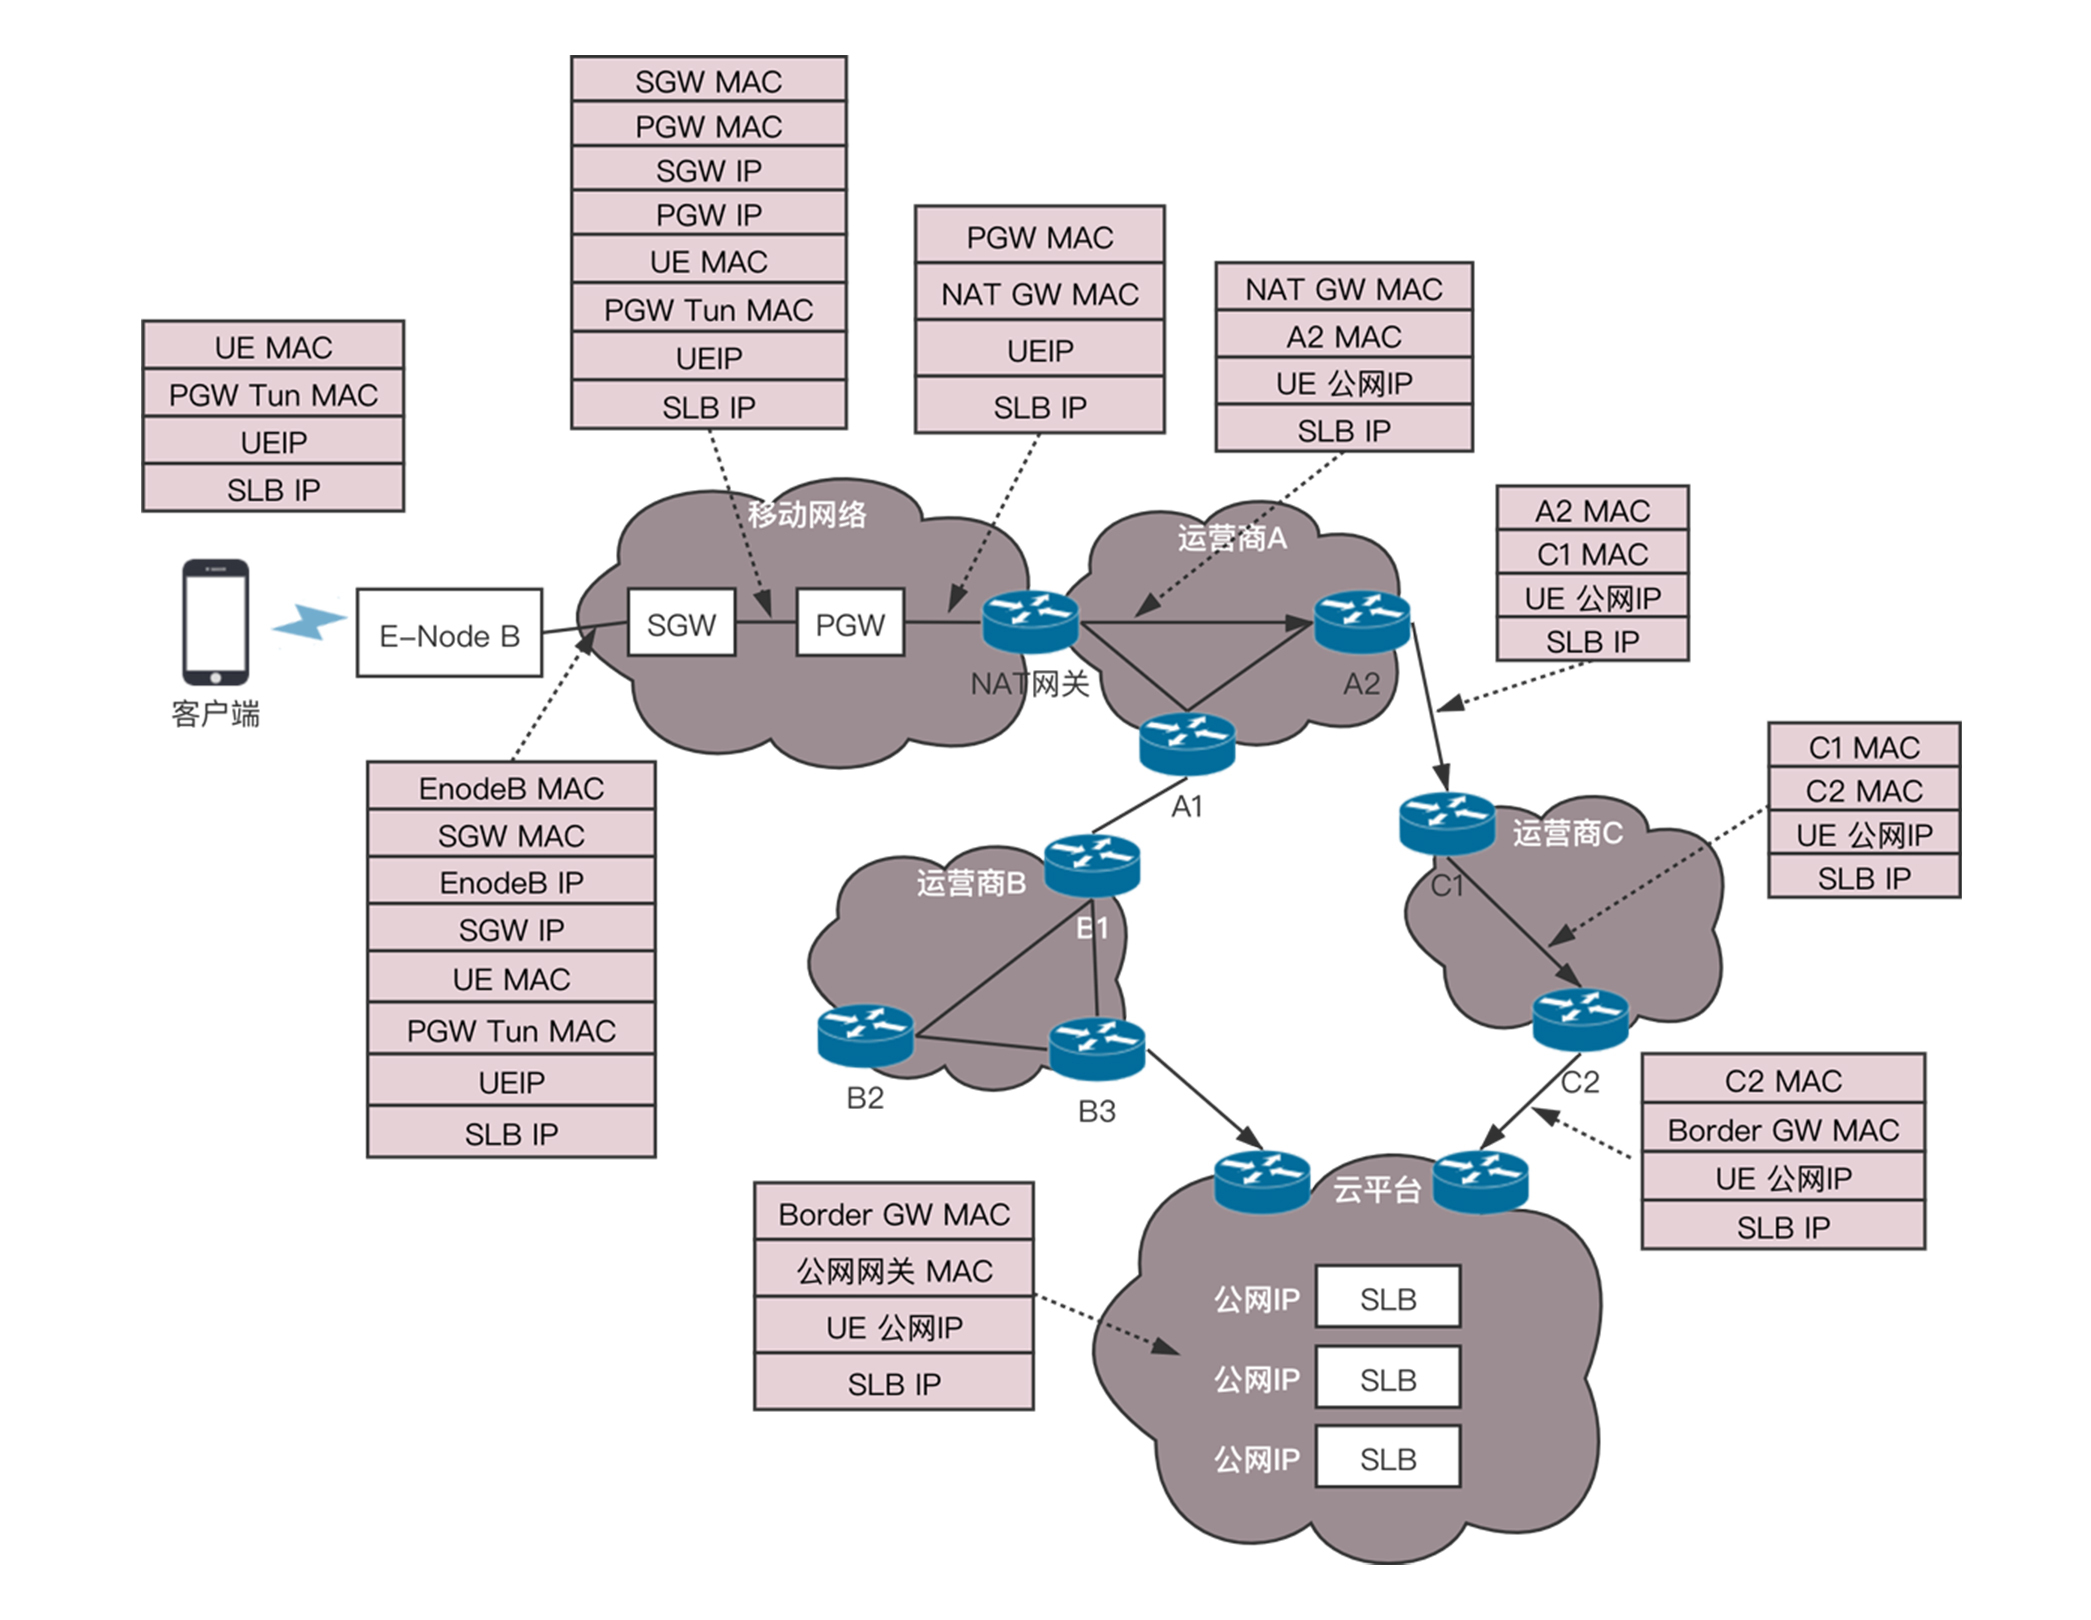 SGW MAC
PGW MAC
SGW IP
PGW IP
UE MAC
PGW Tun MAC
UEIP
SLB IP
PGW MAC
NAT GW MAC
UEIP
SLB IP
NAT GW MAC
A2 MAC
UE 公网IP
SLB IP
UE MAC
PGW Tun MAC
UEIP
SLB IP
A2 MAC
C1 MAC
UE 公网IP
SLB IP
移动网络
运营商A
E-Node B
SGW
PGW
NAT网关
A2
客户端
A1
C1 MAC
C2 MAC
UE 公网IP
SLB IP
EnodeB MAC
SGW MAC
EnodeB IP
SGW IP
UE MAC
PGW Tun MAC
UEIP
SLB IP
运营商B
B1
B2
B3
运营商C
C1
C2
C2 MAC
Border GW MAC
UE 公网IP
SLB IP
Border GW MAC
公网网关 MAC
UE 公网IP
SLB IP
云平台
公网IP SLB
公网IP SLB
公网IP SLB